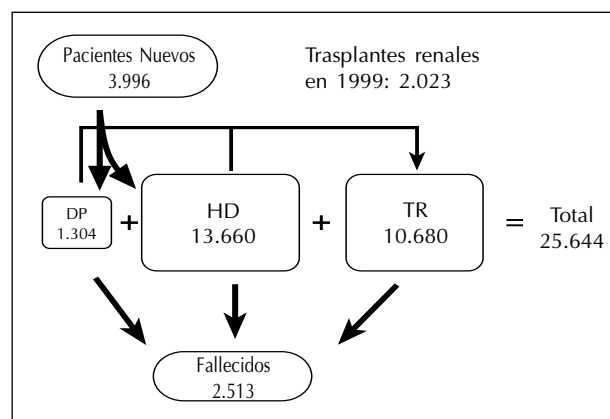 Pacientes Nuevos
3.996
Trasplantes renales
en 1999: 2.023
DP
1.304
+
HD
13.660
+
TR
10.680
=
Total
25.644
Fallecidos
2.513